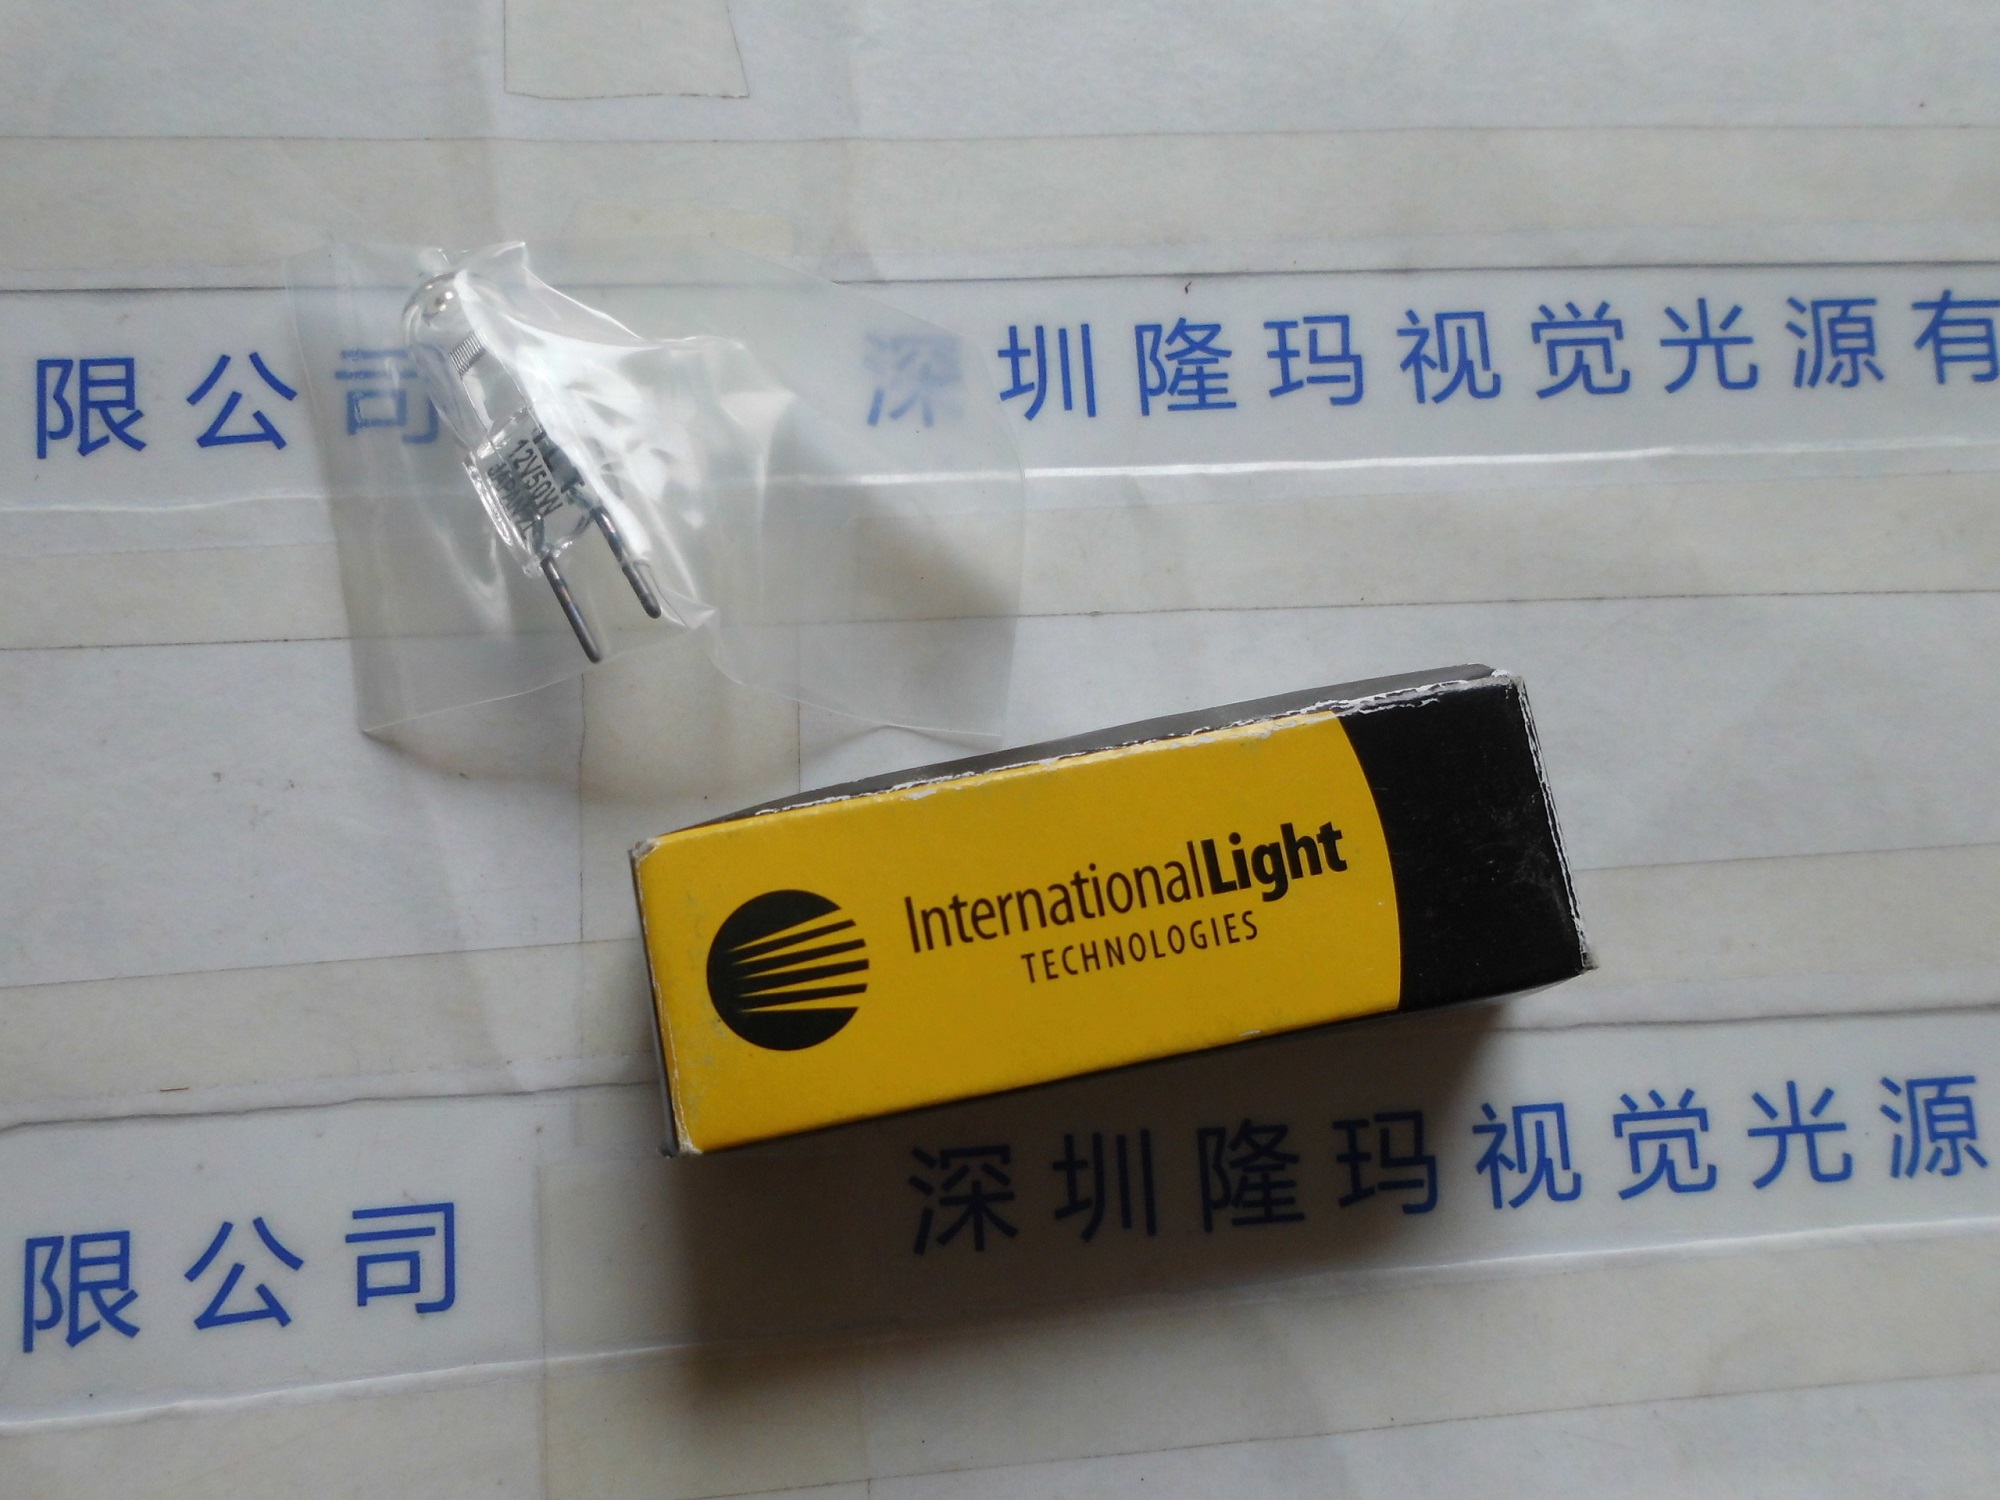 限公司
深圳隆玛视觉光源有
12V50W
JAPAN
InternationalLight
TECHNOLOGIES
深圳隆玛视觉光源
限公司